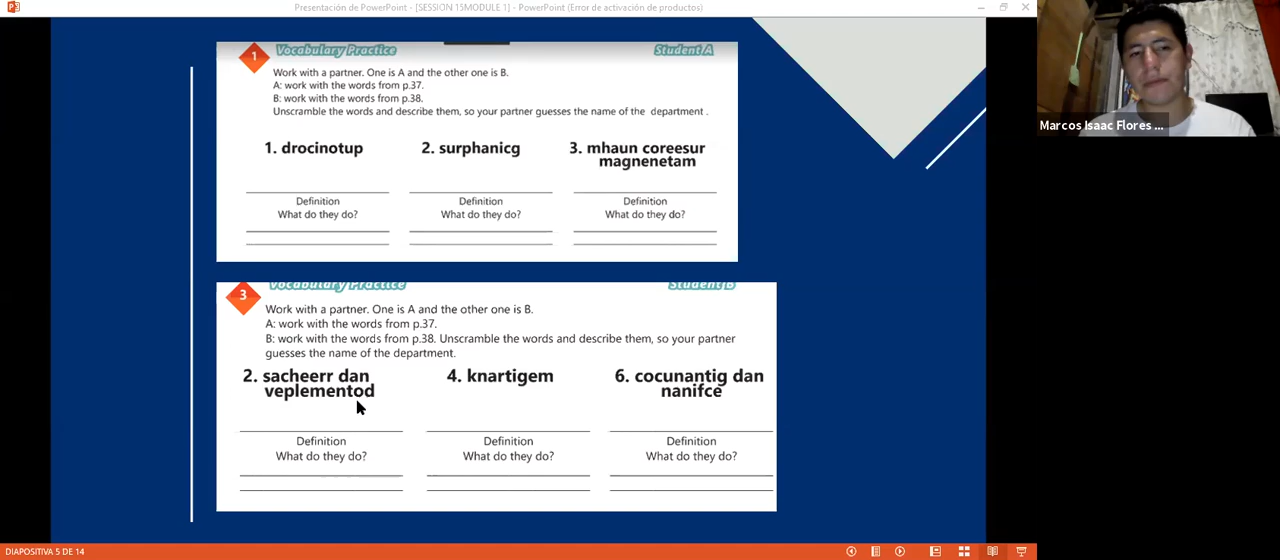 Presentación de PowerPoint - [SESSION 15MODULE 1] - PowerPoint (Error de activación de productos)
1
Vocabulary Practice
Student A
Work with a partner. One is A and the other one is B.
A: work with the words from p.37.
B: work with the words from p.38.
Unscramble the words and describe them, so your partner guesses the name of the department .
1. drocinotup
2. surphanicg
3. mhaun coreesur
magnenetam
Definition
What do they do?
Definition
What do they do?
Definition
What do they do?
3
Vocabulary Practice
Student B
Work with a partner. One is A and the other one is B.
A: work with the words from p.37.
B: work with the words from p.38. Unscramble the words and describe them, so your partner
guesses the name of the department.
2. sacheerr dan
veplementod
4. knartigem
6. cocunantig dan
nanifce
Definition
What do they do?
Definition
What do they do?
Definition
What do they do?
DIAPOSITIVA 5 DE 14
Marcos Isaac Flores ...